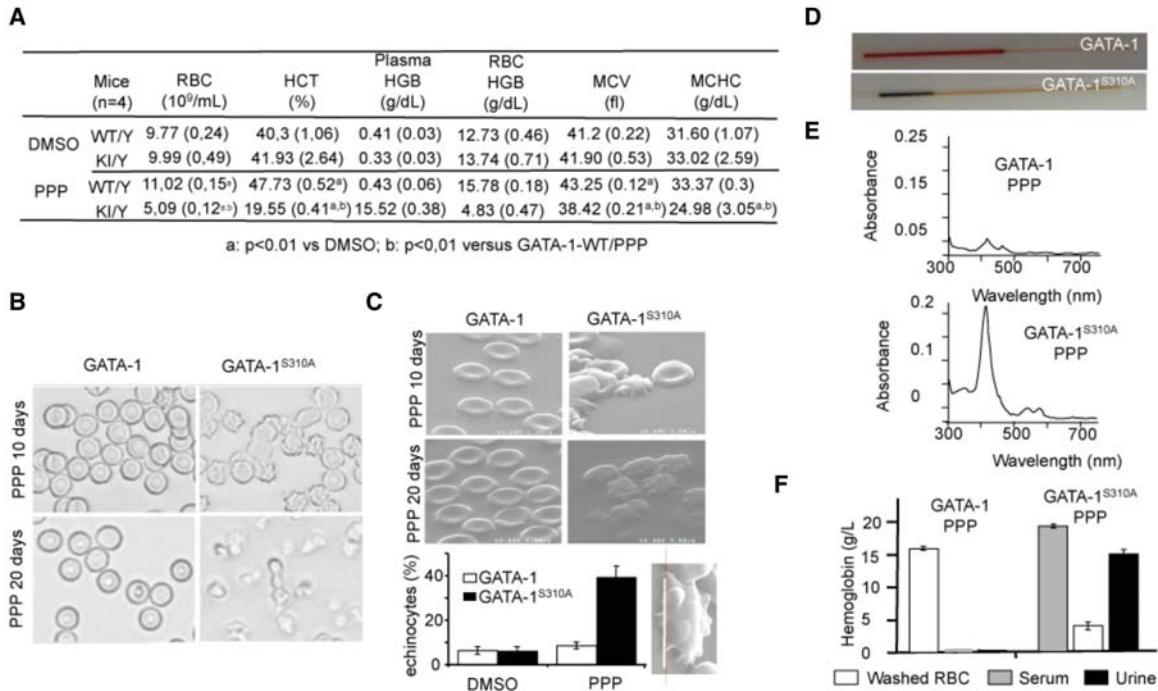 A
Mice (n=4) RBC (10⁹/mL) HCT (%) Plasma HGB (g/dL) RBC HGB (g/dL) MCV (fl) MCHC (g/dL)
DMSO WT/Y 9.77 (0,24) 40,3 (1,06) 0.41 (0.03) 12.73 (0.46) 41.2 (0.22) 31.60 (1.07)
KI/Y 9.99 (0,49) 41.93 (2.64) 0.33 (0.03) 13.74 (0.71) 41.90 (0.53) 33.02 (2.59)
PPP WT/Y 11,02 (0,15ᵃ) 47.73 (0.52ᵃ) 0.43 (0.06) 15.78 (0.18) 43.25 (0.12ᵃ) 33.37 (0.3)
KI/Y 5,09 (0,12ᵃ,ᵇ) 19.55 (0.41ᵃ,ᵇ) 15.52 (0.38) 4.83 (0.47) 38.42 (0.21ᵃ,ᵇ) 24.98 (3.05ᵃ,ᵇ)
a: p<0.01 vs DMSO; b: p<0,01 versus GATA-1-WT/PPP
B
GATA-1 GATA-1S310A
PPP 10 days
PPP 20 days
C
GATA-1 GATA-1S310A
PPP 10 days
PPP 20 days
echinocytes (%)
40
20
0
GATA-1
GATA-1S310A
DMSO PPP
D
GATA-1
GATA-1S310A
E
Absorbance
0.25
0.15
0.05
GATA-1
PPP
300 500 700
Wavelength (nm)
Absorbance
0.2
0.1
0
GATA-1S310A
PPP
300 500 700
Wavelength (nm)
F
Hemoglobin (g/L)
20
15
10
5
0
GATA-1
PPP
GATA-1S310A
PPP
Washed RBC Serum Urine